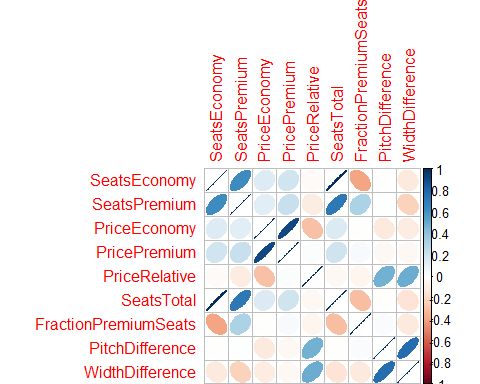 SeatsEconomy
SeatsPremium
PriceEconomy
PricePremium
PriceRelative
SeatsTotal
FractionPremiumSeats
PitchDifference
WidthDifference
SeatsEconomy
SeatsPremium
PriceEconomy
PricePremium
PriceRelative
SeatsTotal
FractionPremiumSeats
PitchDifference
WidthDifference
1
0.8
0.6
0.4
0.2
0
-0.2
-0.4
-0.6
-0.8